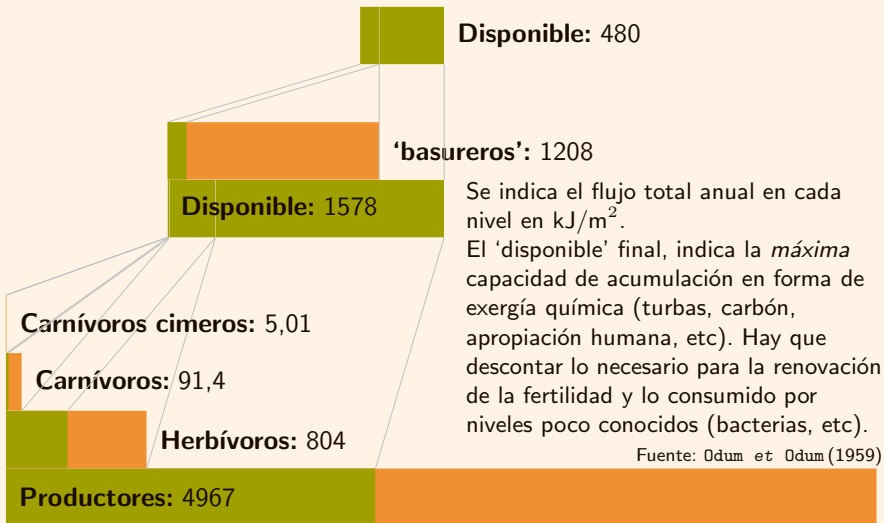 Disponible: 480
‘basureros’: 1208
Disponible: 1578
Se indica el flujo total anual en cada
nivel en kJ/m².
El ‘disponible’ final, indica la máxima
capacidad de acumulación en forma de
exergía química (turbas, carbón,
apropiación humana, etc). Hay que
descontar lo necesario para la renovación
de la fertilidad y lo consumido por
niveles poco conocidos (bacterias, etc).
Fuente: Odum et Odum (1959)
Carnívoros cimeros: 5,01
Carnívoros: 91,4
Herbívoros: 804
Productores: 4967